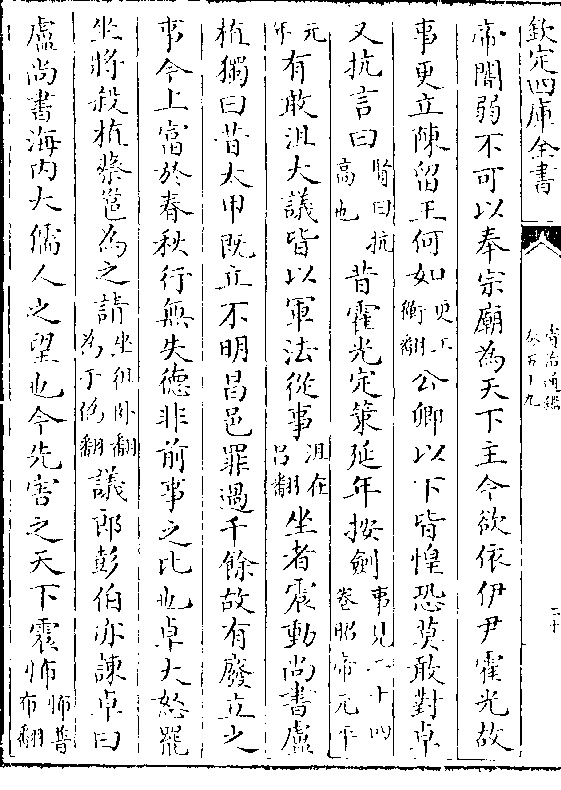 欽定四庫全書
資治通鑑
卷五十九
二十
帝闇弱不可以奉宗廟為天下主今欲依伊尹霍光故
事更立陳留王何如更工衡翻公卿以下皆惶恐莫敢對卓
又抗言曰賢曰抗高也昔霍光定策延年按劍事見二十四卷昭帝元平
元年有敢沮大議皆以軍法從事沮在呂翻坐者震動尚書盧
植獨曰昔太甲既立不明昌邑罪過千餘故有廢立之
事今上富於春秋行無失德非前事之比也卓大怒罷
坐將殺植蔡邕為之請坐徂卧翻為于偽翻議郎彭伯亦諫卓曰
盧尚書海内大儒人之望也今先害之天下震怖怖普布翻